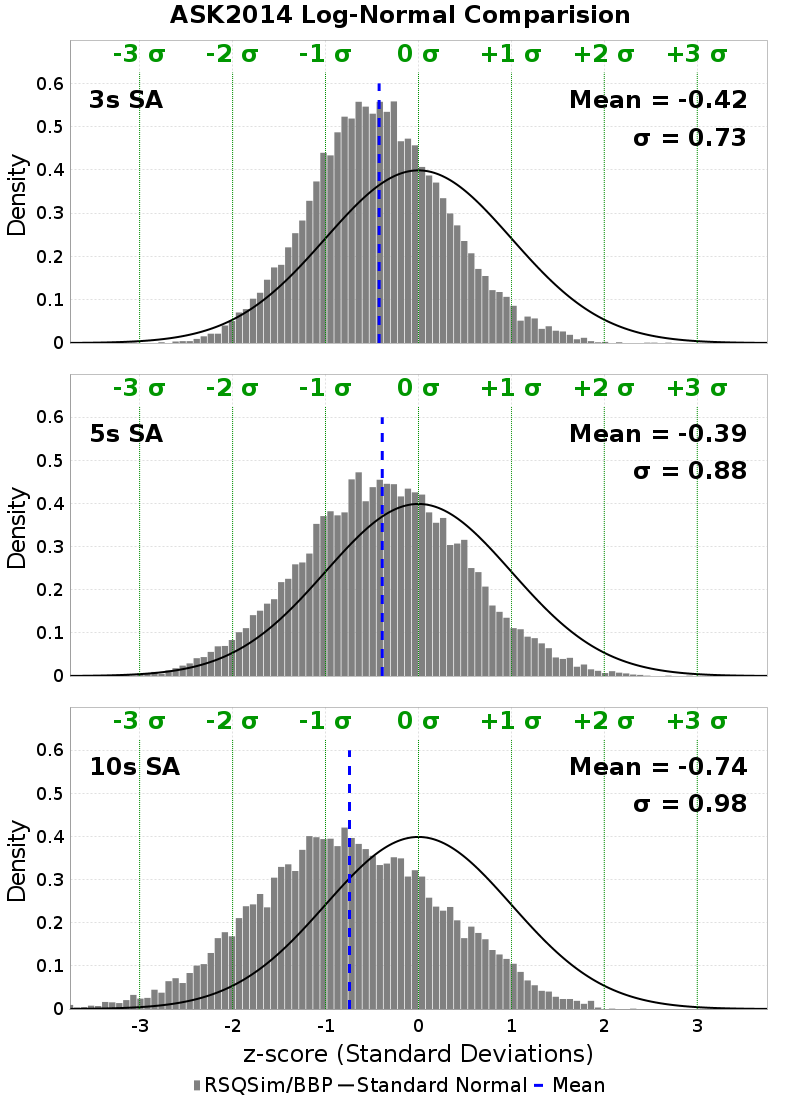 ASK2014 Log-Normal Comparision
-3 σ -2 σ -1 σ 0 σ +1 σ +2 σ +3 σ
3s SA
Mean = -0.42
σ = 0.73
0.6
0.5
0.4
0.3
0.2
0.1
0
Density
-3 σ -2 σ -1 σ 0 σ +1 σ +2 σ +3 σ
5s SA
Mean = -0.39
σ = 0.88
0.6
0.5
0.4
0.3
0.2
0.1
0
Density
-3 σ -2 σ -1 σ 0 σ +1 σ +2 σ +3 σ
10s SA
Mean = -0.74
σ = 0.98
0.6
0.5
0.4
0.3
0.2
0.1
0
Density
-3 -2 -1 0 1 2 3
z-score (Standard Deviations)
RSQSim/BBP Standard Normal Mean